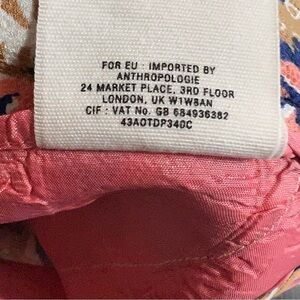 FOR EU : IMPORTED BY
ANTHROPOLOGIE
24 MARKET PLACE, 3RD FLOOR
LONDON, UK W1W8AN
CIF : VAT No. GB 684936382
43AOTDP340C